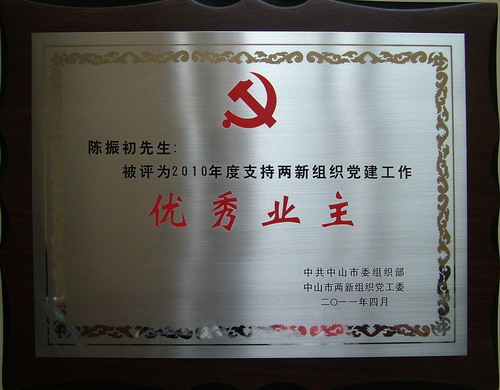 陈振初先生:
被评为2010年度支持两新组织党建工作
优秀业主
中共中山市委组织部
中山市两新组织党工委
二〇一一年四月